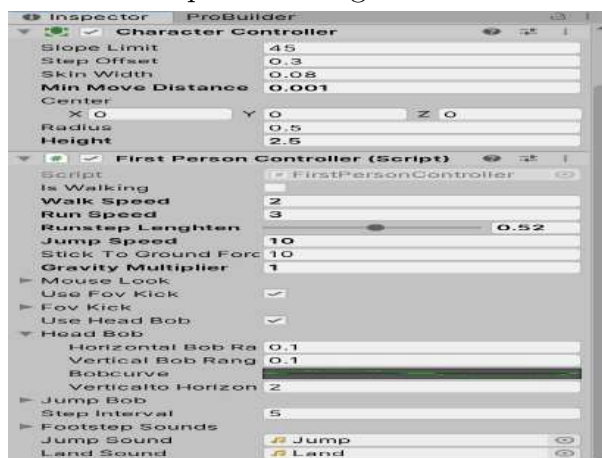 Inspector ProBuilder
Character Controller
Slope Limit 45
Step Offset 0.3
Skin Width 0.08
Min Move Distance 0.001
Center
X 0 Y 0 Z 0
Radius 0.5
Height 2.5
First Person Controller (Script)
Script FirstPersonController
Is Walking
Walk Speed 2
Run Speed 3
Runstep Lenghten 0.52
Jump Speed 10
Stick To Ground Forc 10
Gravity Multiplier 1
Mouse Look
Use Fov Kick
Fov Kick
Use Head Bob
Head Bob
Horizontal Bob Ra 0.1
Vertical Bob Rang 0.1
Bobcurve
Verticalto Horizon 2
Jump Bob
Step Interval 5
Footstep Sounds
Jump Sound Jump
Land Sound Land